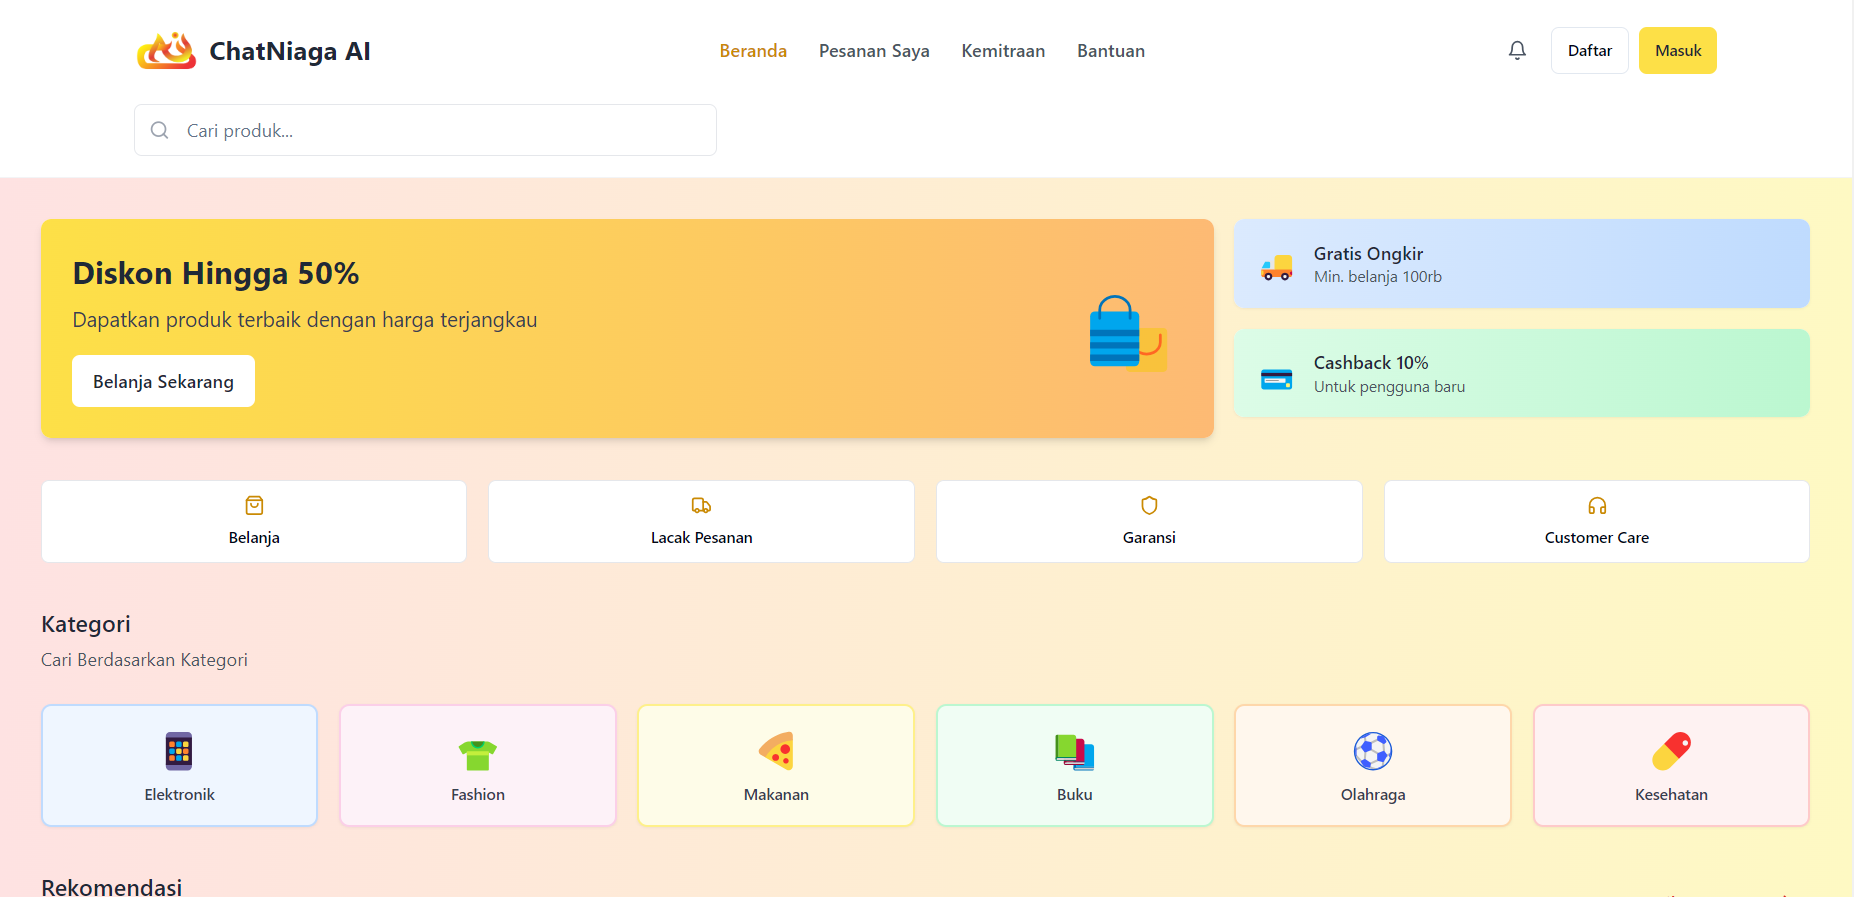 ChatNiaga AI
Beranda
Pesanan Saya
Kemitraan
Bantuan
Daftar
Masuk
Cari produk...
Diskon Hingga 50%
Dapatkan produk terbaik dengan harga terjangkau
Belanja Sekarang
Gratis Ongkir
Min. belanja 100rb
Cashback 10%
Untuk pengguna baru
Belanja
Lacak Pesanan
Garansi
Customer Care
Kategori
Cari Berdasarkan Kategori
Elektronik
Fashion
Makanan
Buku
Olahraga
Kesehatan
Rekomendasi